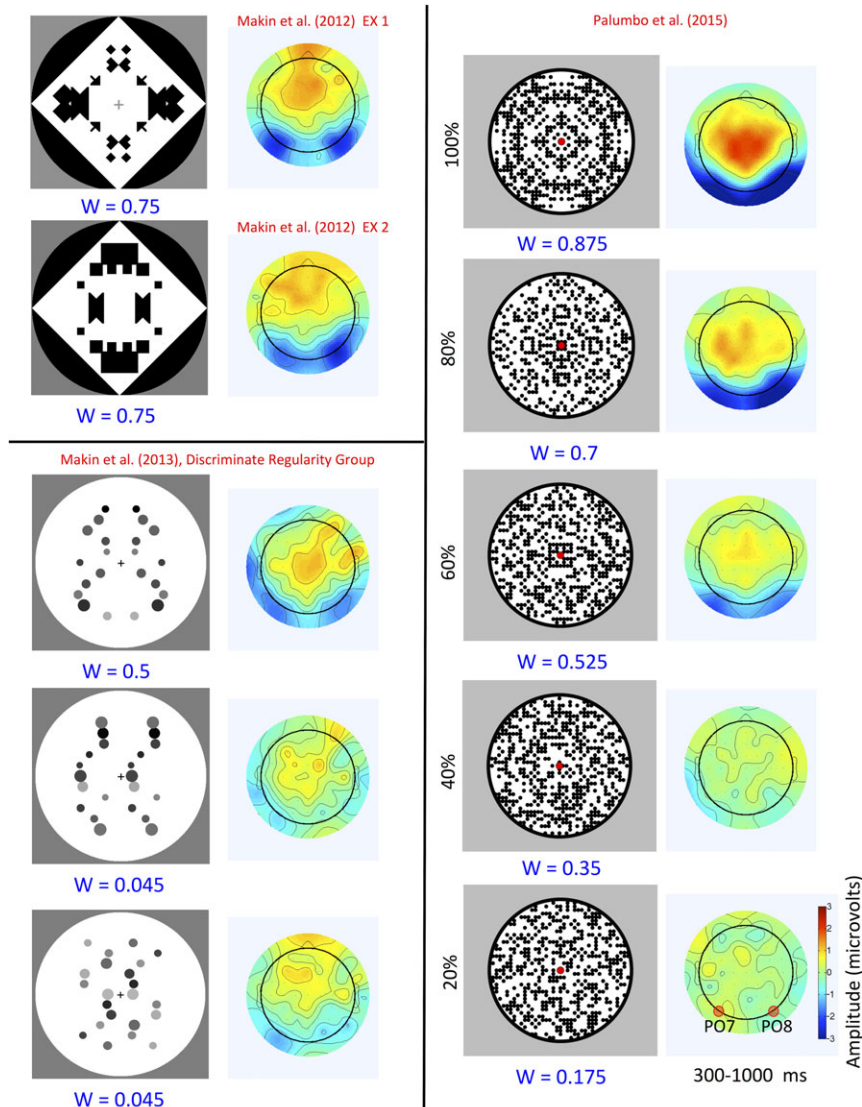 Makin et al. (2012) EX 1
W = 0.75
Makin et al. (2012) EX 2
W = 0.75
Makin et al. (2013), Discriminate Regularity Group
W = 0.5
W = 0.045
W = 0.045
Palumbo et al. (2015)
100%
W = 0.875
80%
W = 0.7
60%
W = 0.525
40%
W = 0.35
20%
W = 0.175
PO7 PO8
300-1000 ms
3
2
1
0
-1
-2
-3
Amplitude (microvolts)